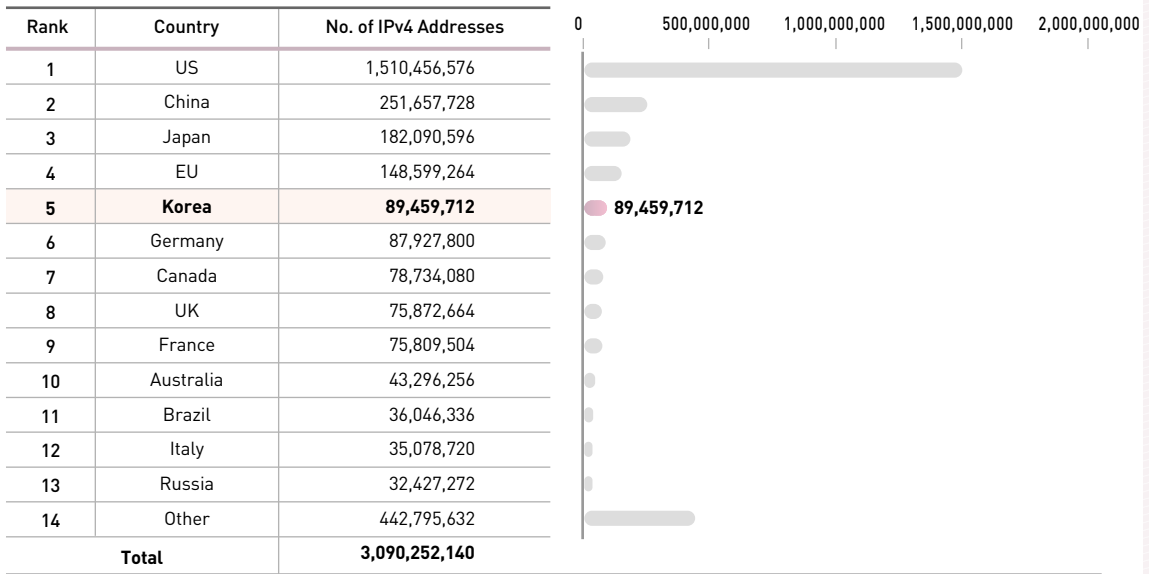 Rank Country No. of IPv4 Addresses 0 500,000,000 1,000,000,000 1,500,000,000 2,000,000,000
1 US 1,510,456,576
2 China 251,657,728
3 Japan 182,090,596
4 EU 148,599,264
5 Korea 89,459,712 89,459,712
6 Germany 87,927,800
7 Canada 78,734,080
8 UK 75,872,664
9 France 75,809,504
10 Australia 43,296,256
11 Brazil 36,046,336
12 Italy 35,078,720
13 Russia 32,427,272
14 Other 442,795,632
Total 3,090,252,140